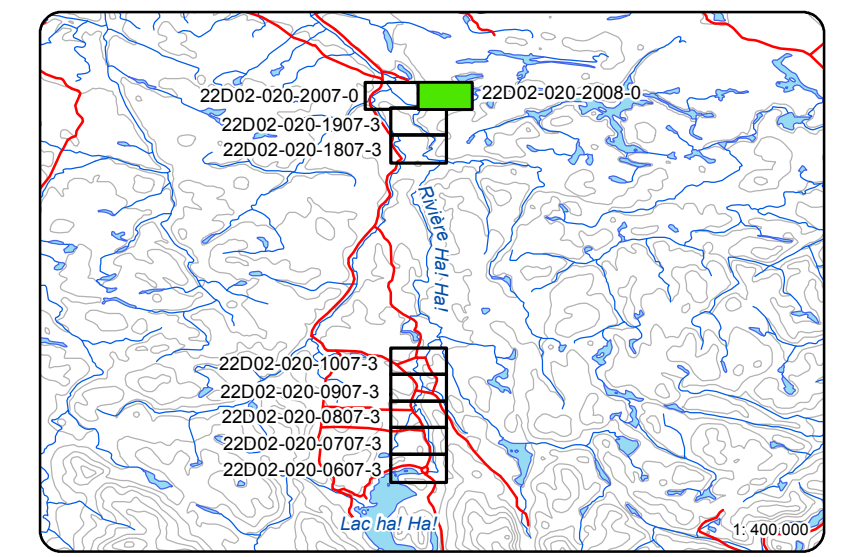 22D02-020-2007-0
22D02-020-2008-0
22D02-020-1907-3
22D02-020-1807-3
Rivière Ha! Ha!
22D02-020-1007-3
22D02-020-0907-3
22D02-020-0807-3
22D02-020-0707-3
22D02-020-0607-3
Lac ha! Ha!
1: 400 000